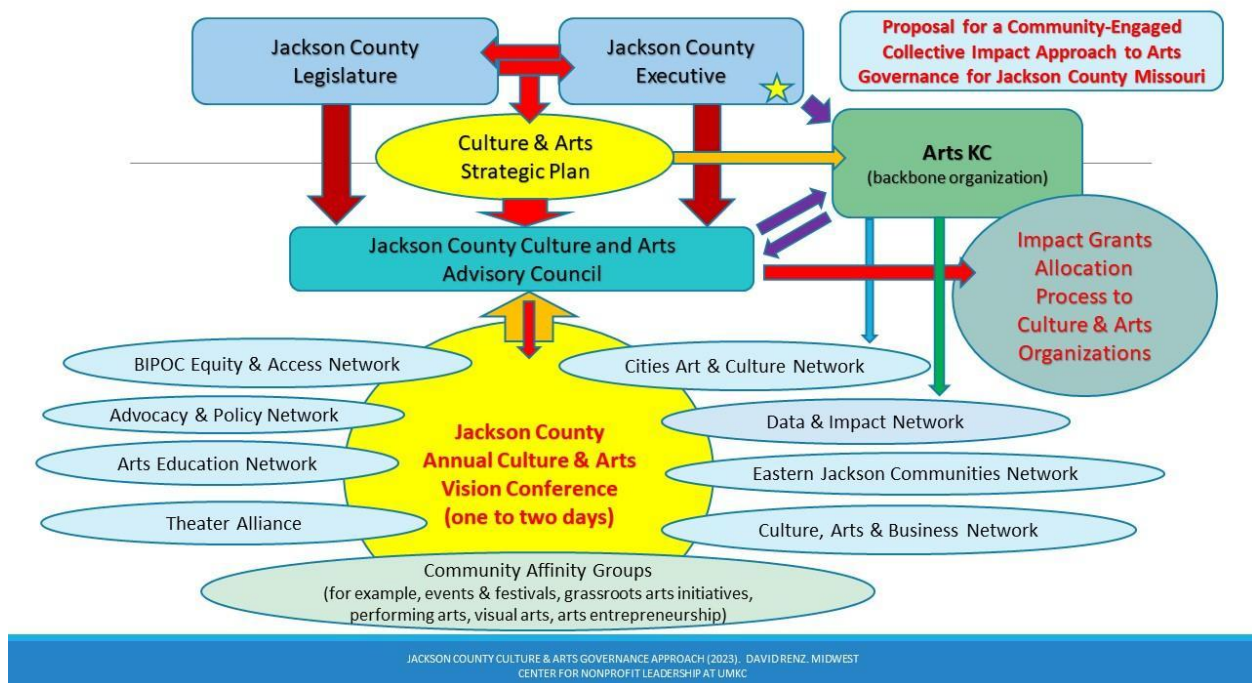 Jackson County
Legislature
Jackson County
Executive
Proposal for a Community-Engaged
Collective Impact Approach to Arts
Governance for Jackson County Missouri
Culture & Arts
Strategic Plan
Arts KC
(backbone organization)
Jackson County Culture and Arts
Advisory Council
Impact Grants
Allocation
Process to
Culture & Arts
Organizations
BIPOC Equity & Access Network
Cities Art & Culture Network
Advocacy & Policy Network
Data & Impact Network
Jackson County
Annual Culture & Arts
Vision Conference
(one to two days)
Arts Education Network
Eastern Jackson Communities Network
Theater Alliance
Culture, Arts & Business Network
Community Affinity Groups
(for example, events & festivals, grassroots arts initiatives,
performing arts, visual arts, arts entrepreneurship)
JACKSON COUNTY CULTURE & ARTS GOVERNANCE APPROACH (2023). DAVID RENZ. MIDWEST
CENTER FOR NONPROFIT LEADERSHIP AT UMKC